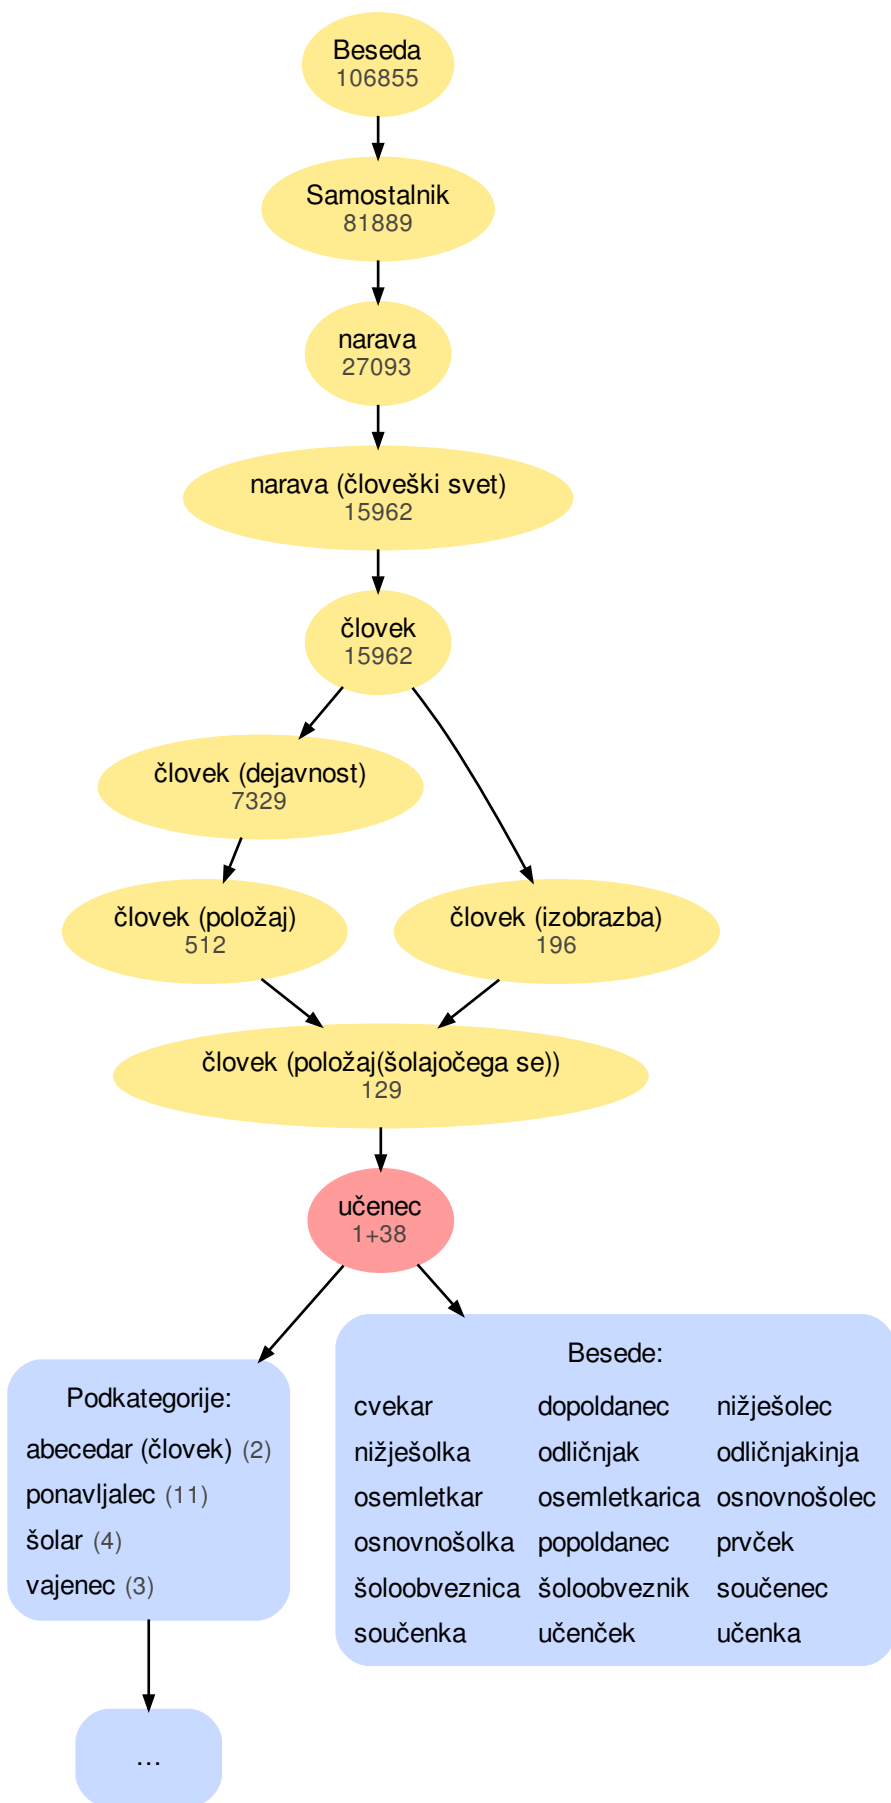 Beseda
106855
Samostalnik
81889
narava
27093
narava (človeški svet)
15962
človek
15962
človek (dejavnost)
7329
človek (položaj)
512
človek (izobrazba)
196
človek (položaj(šolajočega se))
129
učenec
1+38
Podkategorije:
abecedar (človek) (2)
ponavljalec (11)
šolar (4)
vajenec (3)
...
Besede:
cvekar dopoldanec nižješolec
nižješolka odličnjak odličnjakinja
osemletkar osemletkarica osnovnošolec
osnovnošolka popoldanec prvček
šoloobveznica šoloobveznik součenec
součenka učenček učenka